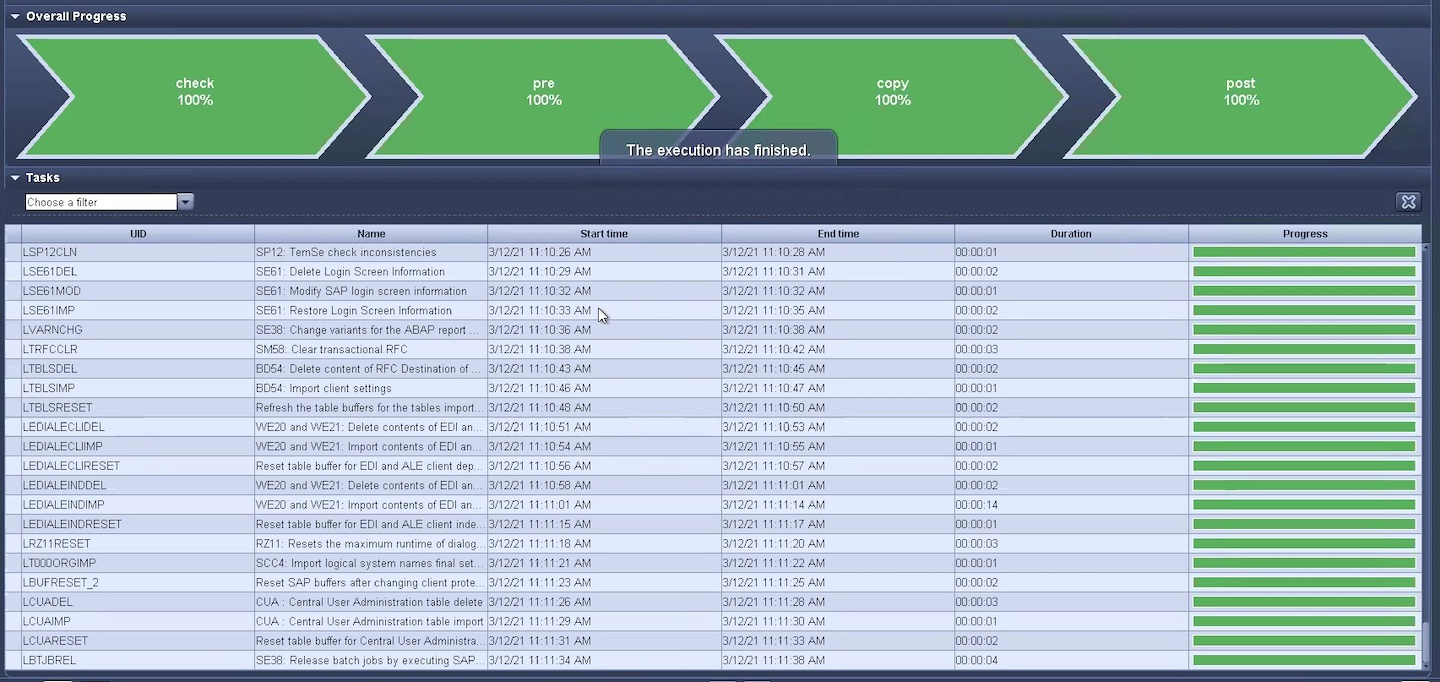 Overall Progress
check
100%
pre
100%
copy
100%
post
100%
The execution has finished.
Tasks
Choose a filter
UID Name Start time End time Duration Progress
LSP12CLN SP12: TemSe check inconsistencies 3/12/21 11:10:26 AM 3/12/21 11:10:28 AM 00:00:01
LSE61DEL SE61: Delete Login Screen Information 3/12/21 11:10:29 AM 3/12/21 11:10:31 AM 00:00:02
LSE61MOD SE61: Modify SAP login screen information 3/12/21 11:10:32 AM 3/12/21 11:10:32 AM 00:00:01
LSE61IMP SE61: Restore Login Screen Information 3/12/21 11:10:33 AM 3/12/21 11:10:35 AM 00:00:02
LVARNCHG SE38: Change variants for the ABAP report ... 3/12/21 11:10:36 AM 3/12/21 11:10:38 AM 00:00:02
LTRFCCLR SM58: Clear transactional RFC 3/12/21 11:10:38 AM 3/12/21 11:10:42 AM 00:00:03
LTBLSDEL BD54: Delete content of RFC Destination of ... 3/12/21 11:10:43 AM 3/12/21 11:10:45 AM 00:00:02
LTBLSIMP BD54: Import client settings 3/12/21 11:10:46 AM 3/12/21 11:10:47 AM 00:00:01
LTBLSRESET Refresh the table buffers for the tables import... 3/12/21 11:10:48 AM 3/12/21 11:10:50 AM 00:00:02
LEDIALECLIDEL WE20 and WE21: Delete contents of EDI an... 3/12/21 11:10:51 AM 3/12/21 11:10:53 AM 00:00:02
LEDIALECLIIMP WE20 and WE21: Import contents of EDI an... 3/12/21 11:10:54 AM 3/12/21 11:10:55 AM 00:00:01
LEDIALECLIRESET Reset table buffer for EDI and ALE client dep... 3/12/21 11:10:56 AM 3/12/21 11:10:57 AM 00:00:02
LEDIALEINDDEL WE20 and WE21: Delete contents of EDI an... 3/12/21 11:10:58 AM 3/12/21 11:11:01 AM 00:00:02
LEDIALEINDIMP WE20 and WE21: Import contents of EDI an... 3/12/21 11:11:01 AM 3/12/21 11:11:14 AM 00:00:14
LEDIALEINDRESET Reset table buffer for EDI and ALE client inde... 3/12/21 11:11:15 AM 3/12/21 11:11:17 AM 00:00:01
LRZ11RESET RZ11: Resets the maximum runtime of dialog... 3/12/21 11:11:18 AM 3/12/21 11:11:20 AM 00:00:03
LT000ORGIMP SCC4: Import logical system names final set... 3/12/21 11:11:21 AM 3/12/21 11:11:22 AM 00:00:01
LBUFRESET_2 Reset SAP buffers after changing client prote... 3/12/21 11:11:23 AM 3/12/21 11:11:25 AM 00:00:02
LCUADEL CUA : Central User Administration table delete 3/12/21 11:11:26 AM 3/12/21 11:11:28 AM 00:00:03
LCUAIMP CUA : Central User Administration table import 3/12/21 11:11:29 AM 3/12/21 11:11:30 AM 00:00:01
LCUARESET Reset table buffer for Central User Administra... 3/12/21 11:11:31 AM 3/12/21 11:11:33 AM 00:00:02
LBTJBREL SE38: Release batch jobs by executing SAP... 3/12/21 11:11:34 AM 3/12/21 11:11:38 AM 00:00:04